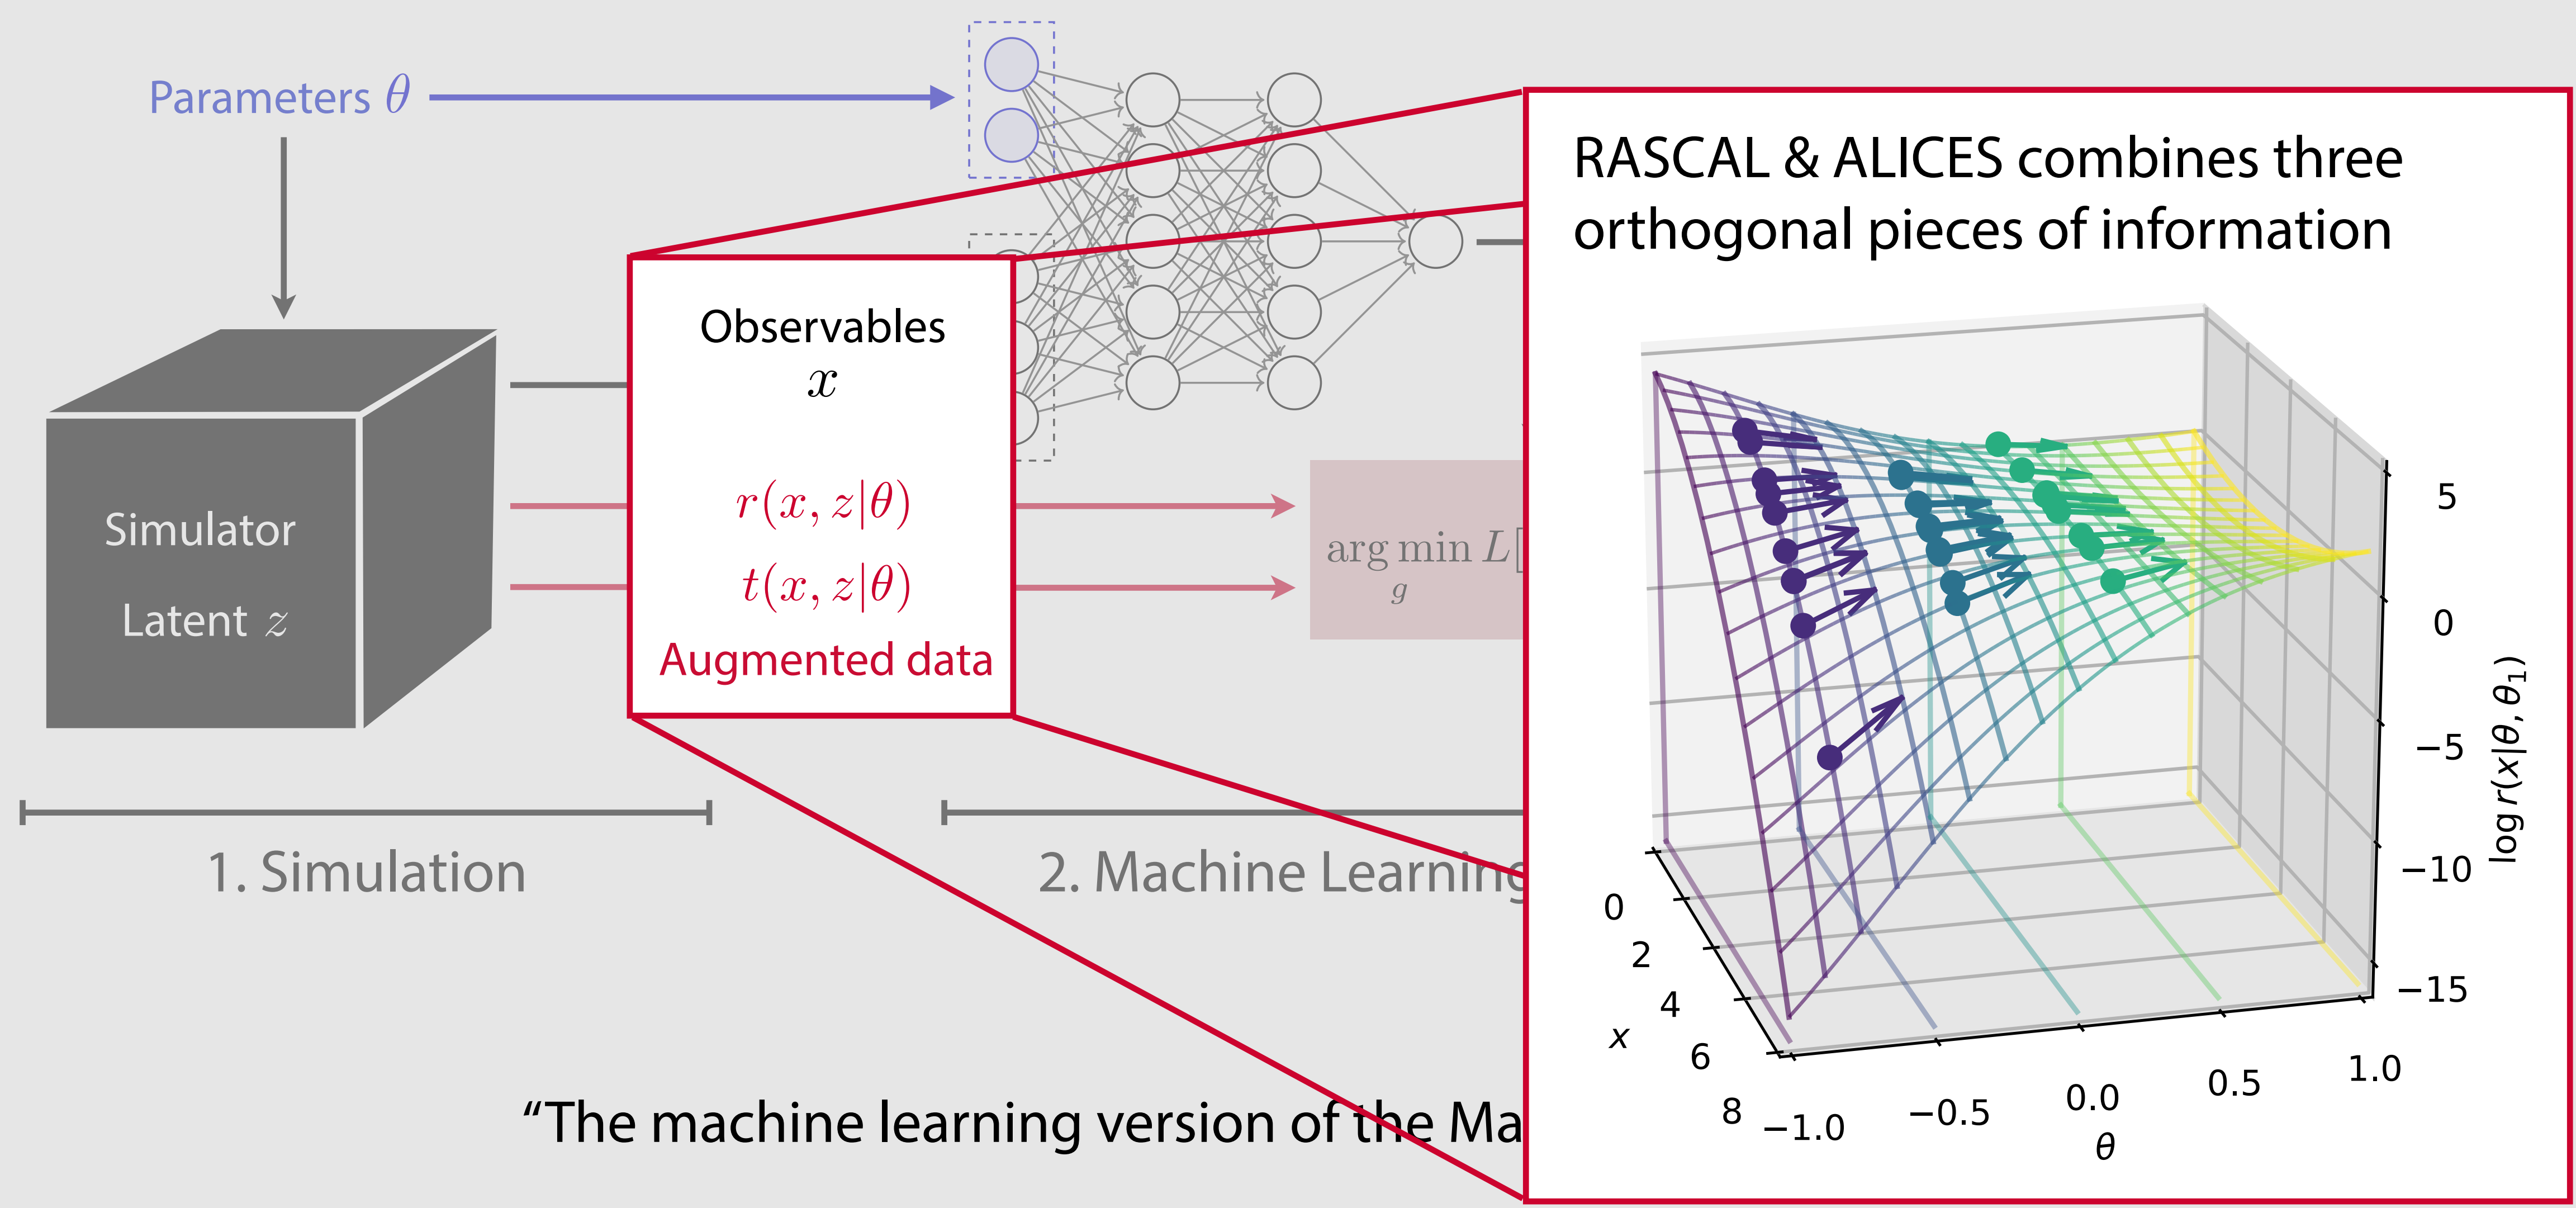 Parameters θ
Simulator
Latent z
Observables
x
r(x, z|θ)
t(x, z|θ)
Augmented data
arg min L[
g
1. Simulation
2. Machine Learning
“The machine learning version of the Ma
RASCAL & ALICES combines three
orthogonal pieces of information
5
0
−5
−10
−15
log r(x|θ, θ₁)
0
2
4
6
8
x
−1.0
−0.5
0.0
0.5
1.0
θ